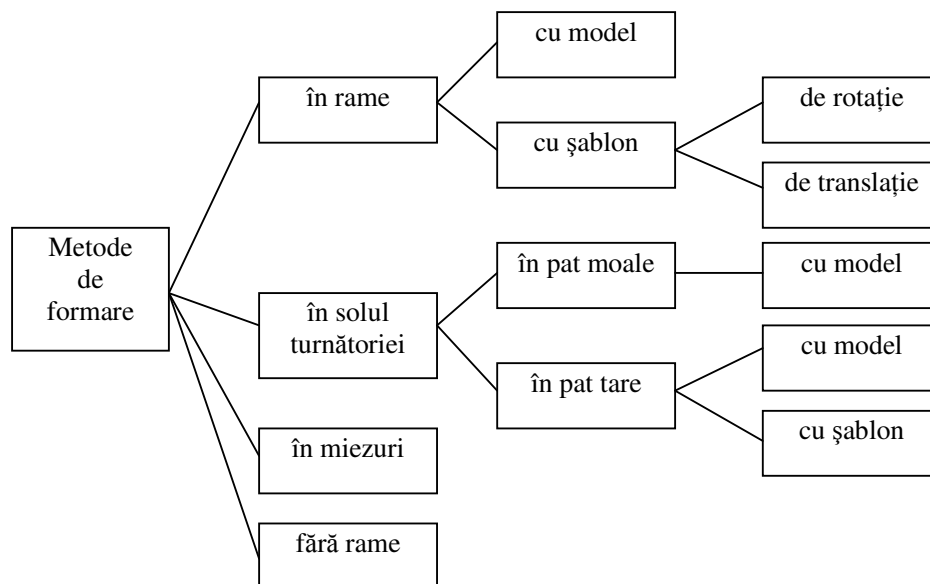 cu model
în rame
de rotație
cu şablon
de translație
Metode
de
formare
în pat moale
cu model
în solul
turnătoriei
cu model
în pat tare
cu şablon
în miezuri
fără rame